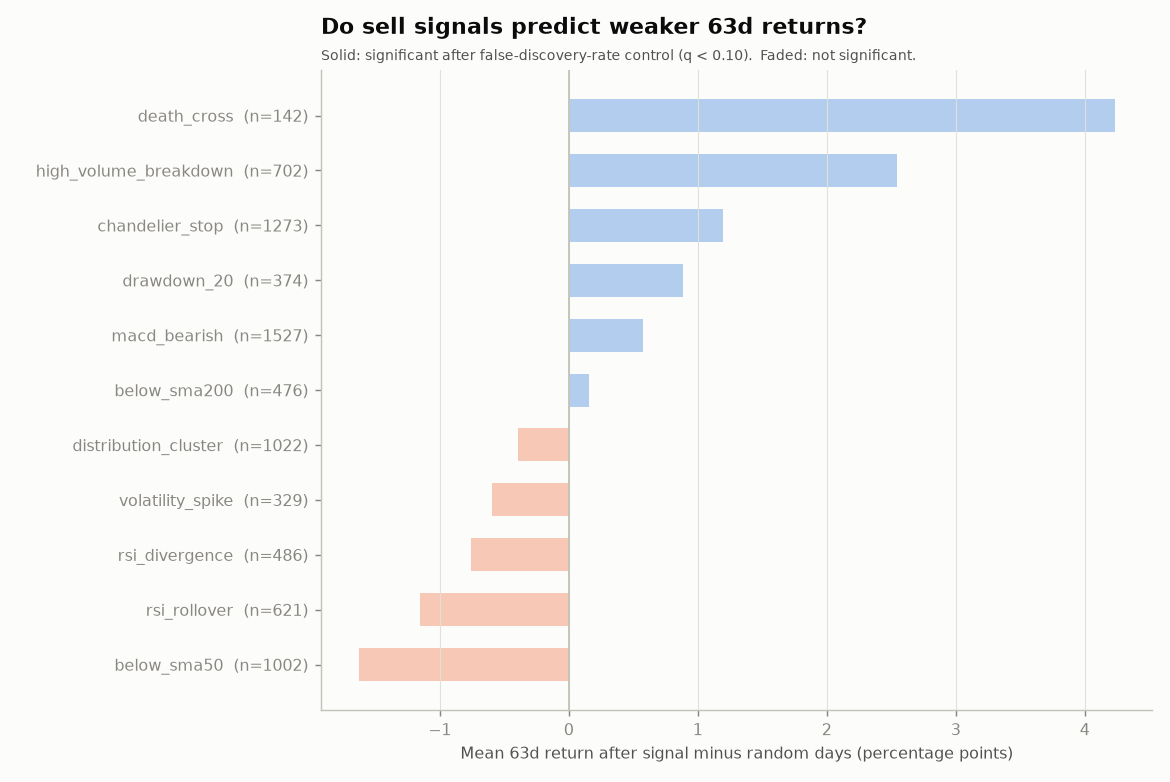 Do sell signals predict weaker 63d returns?
Solid: significant after false-discovery-rate control (q < 0.10).  Faded: not significant.
death_cross  (n=142)
high_volume_breakdown  (n=702)
chandelier_stop  (n=1273)
drawdown_20  (n=374)
macd_bearish  (n=1527)
below_sma200  (n=476)
distribution_cluster  (n=1022)
volatility_spike  (n=329)
rsi_divergence  (n=486)
rsi_rollover  (n=621)
below_sma50  (n=1002)
−1 0 1 2 3 4
Mean 63d return after signal minus random days (percentage points)